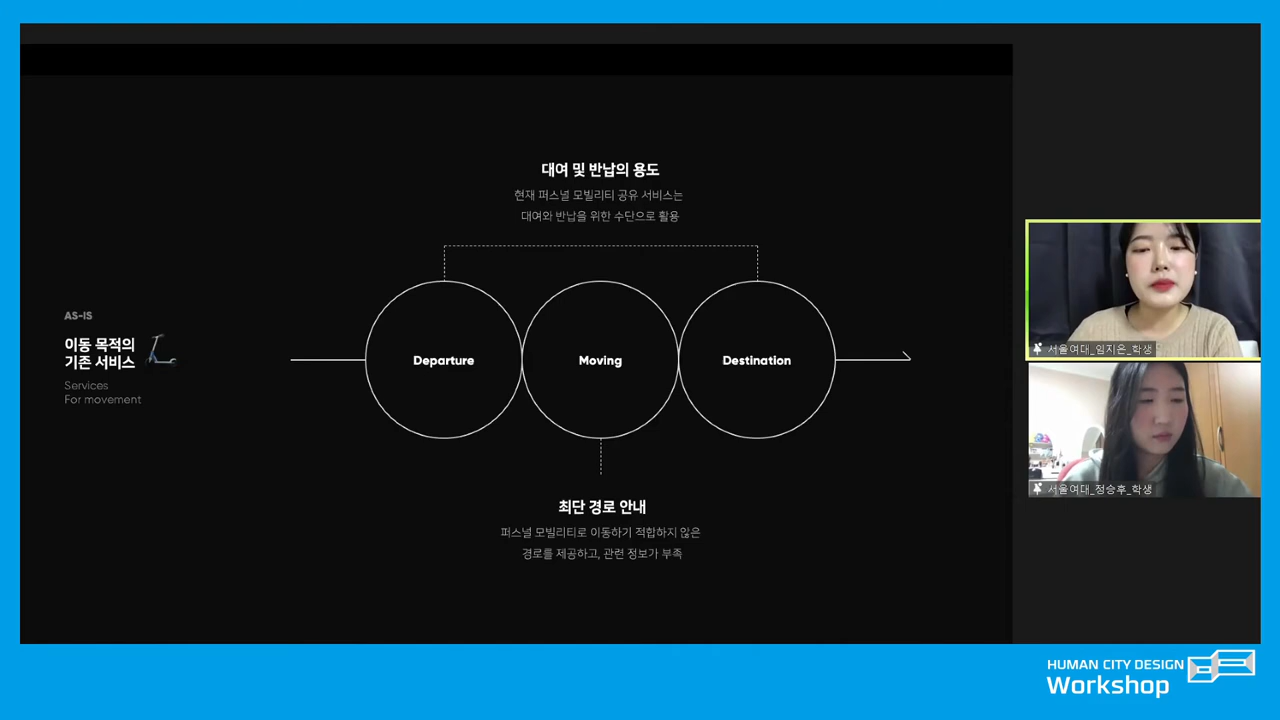 대여 및 반납의 용도
현재 퍼스널 모빌리티 공유 서비스는
대여와 반납을 위한 수단으로 활용
AS-IS
이동 목적의
기존 서비스
Services
For movement
Departure
Moving
Destination
최단 경로 안내
퍼스널 모빌리티로 이동하기 적합하지 않은
경로를 제공하고, 관련 정보가 부족
서울여대_임지은_학생
서울여대_정승후_학생
HUMAN CITY DESIGN
Workshop